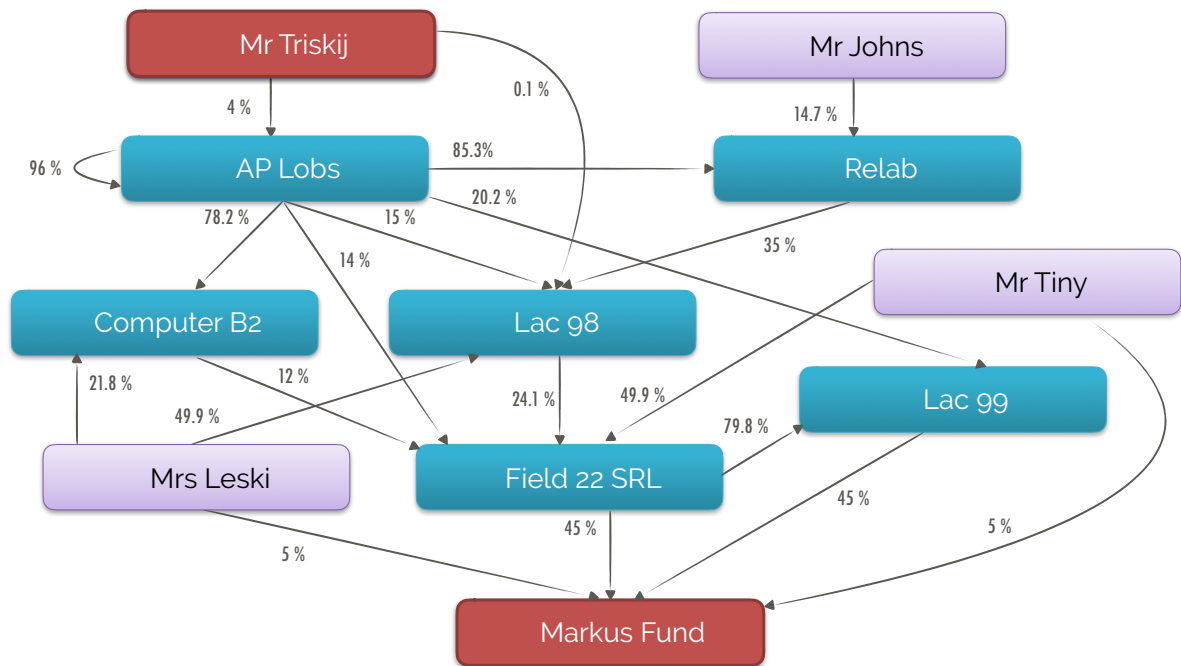 Mr Triskij
Mr Johns
0.1 %
4 %
14.7 %
85.3%
96 %
AP Lobs
Relab
20.2 %
78.2 %
15 %
35 %
14 %
Mr Tiny
Computer B2
Lac 98
12 %
21.8 %
24.1 %
49.9 %
Lac 99
49.9 %
79.8 %
Mrs Leski
Field 22 SRL
45 %
45 %
5 %
5 %
Markus Fund